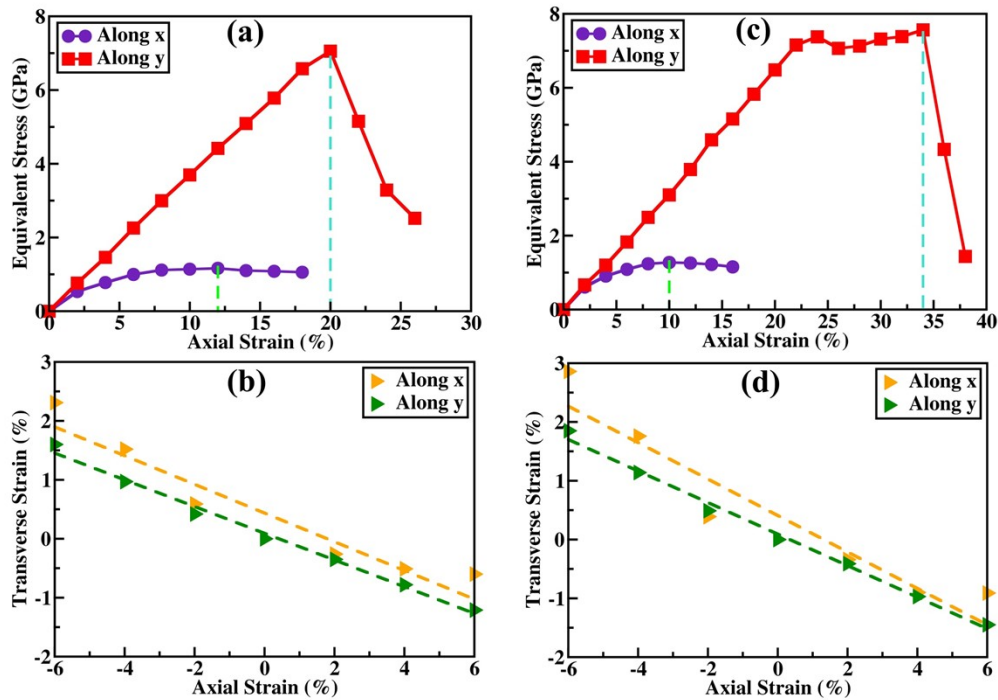 (a)
Along x
Along y
Equivalent Stress (GPa)
8
6
4
2
0
0 5 10 15 20 25 30
Axial Strain (%)
(c)
Along x
Along y
Equivalent Stress (GPa)
8
6
4
2
0
0 5 10 15 20 25 30 35 40
Axial Strain (%)
(b)
Along x
Along y
Transverse Strain (%)
3
2
1
0
-1
-2
-6 -4 -2 0 2 4 6
Axial Strain (%)
(d)
Along x
Along y
Transverse Strain (%)
3
2
1
0
-1
-2
-6 -4 -2 0 2 4 6
Axial Strain (%)